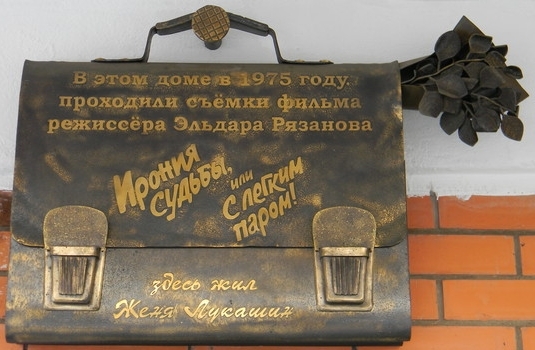 В этом доме в 1975 году
проходили съёмки фильма
режиссёра Эльдара Рязанова
Ирония
судьбы, или
С легким
паром!
здесь жил
Женя Лукашин